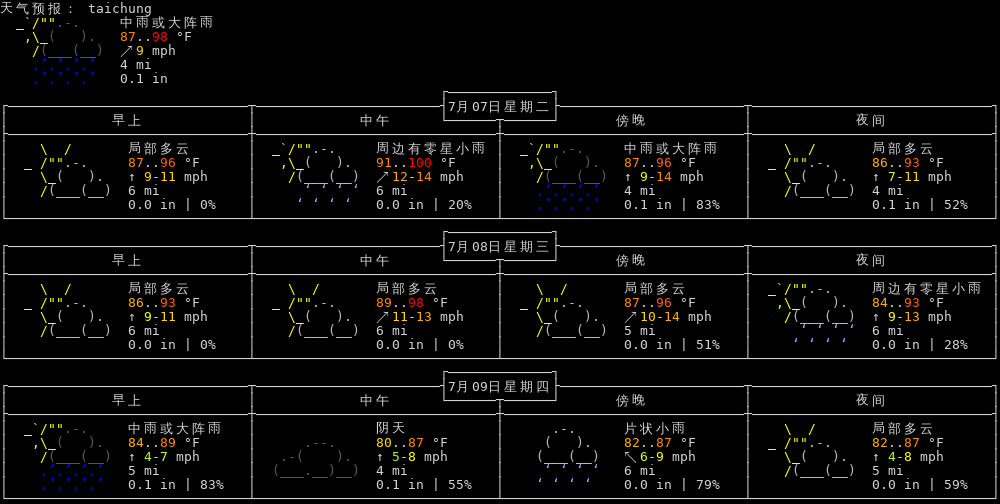 天气预报： taichung
中雨或大阵雨
87..98 °F
↗9 mph
4 mi
0.1 in
7月07日星期二
早上 中午 傍晚 夜间
局部多云 周边有零星小雨 中雨或大阵雨 局部多云
87..96 °F 91..100 °F 87..96 °F 86..93 °F
↑ 9-11 mph ↗12-14 mph ↑ 9-14 mph ↑ 7-11 mph
6 mi 6 mi 4 mi 4 mi
0.0 in | 0% 0.0 in | 20% 0.1 in | 83% 0.1 in | 52%
7月08日星期三
早上 中午 傍晚 夜间
局部多云 局部多云 局部多云 周边有零星小雨
86..93 °F 89..98 °F 87..96 °F 84..93 °F
↑ 9-11 mph ↗11-13 mph ↗10-14 mph ↑ 9-13 mph
6 mi 6 mi 5 mi 6 mi
0.0 in | 0% 0.0 in | 0% 0.0 in | 51% 0.0 in | 28%
7月09日星期四
早上 中午 傍晚 夜间
中雨或大阵雨 阴天 片状小雨 局部多云
84..89 °F 80..87 °F 82..87 °F 82..87 °F
↑ 4-7 mph ↑ 5-8 mph ↖6-9 mph ↑ 4-8 mph
5 mi 4 mi 6 mi 5 mi
0.1 in | 83% 0.1 in | 55% 0.0 in | 79% 0.0 in | 59%